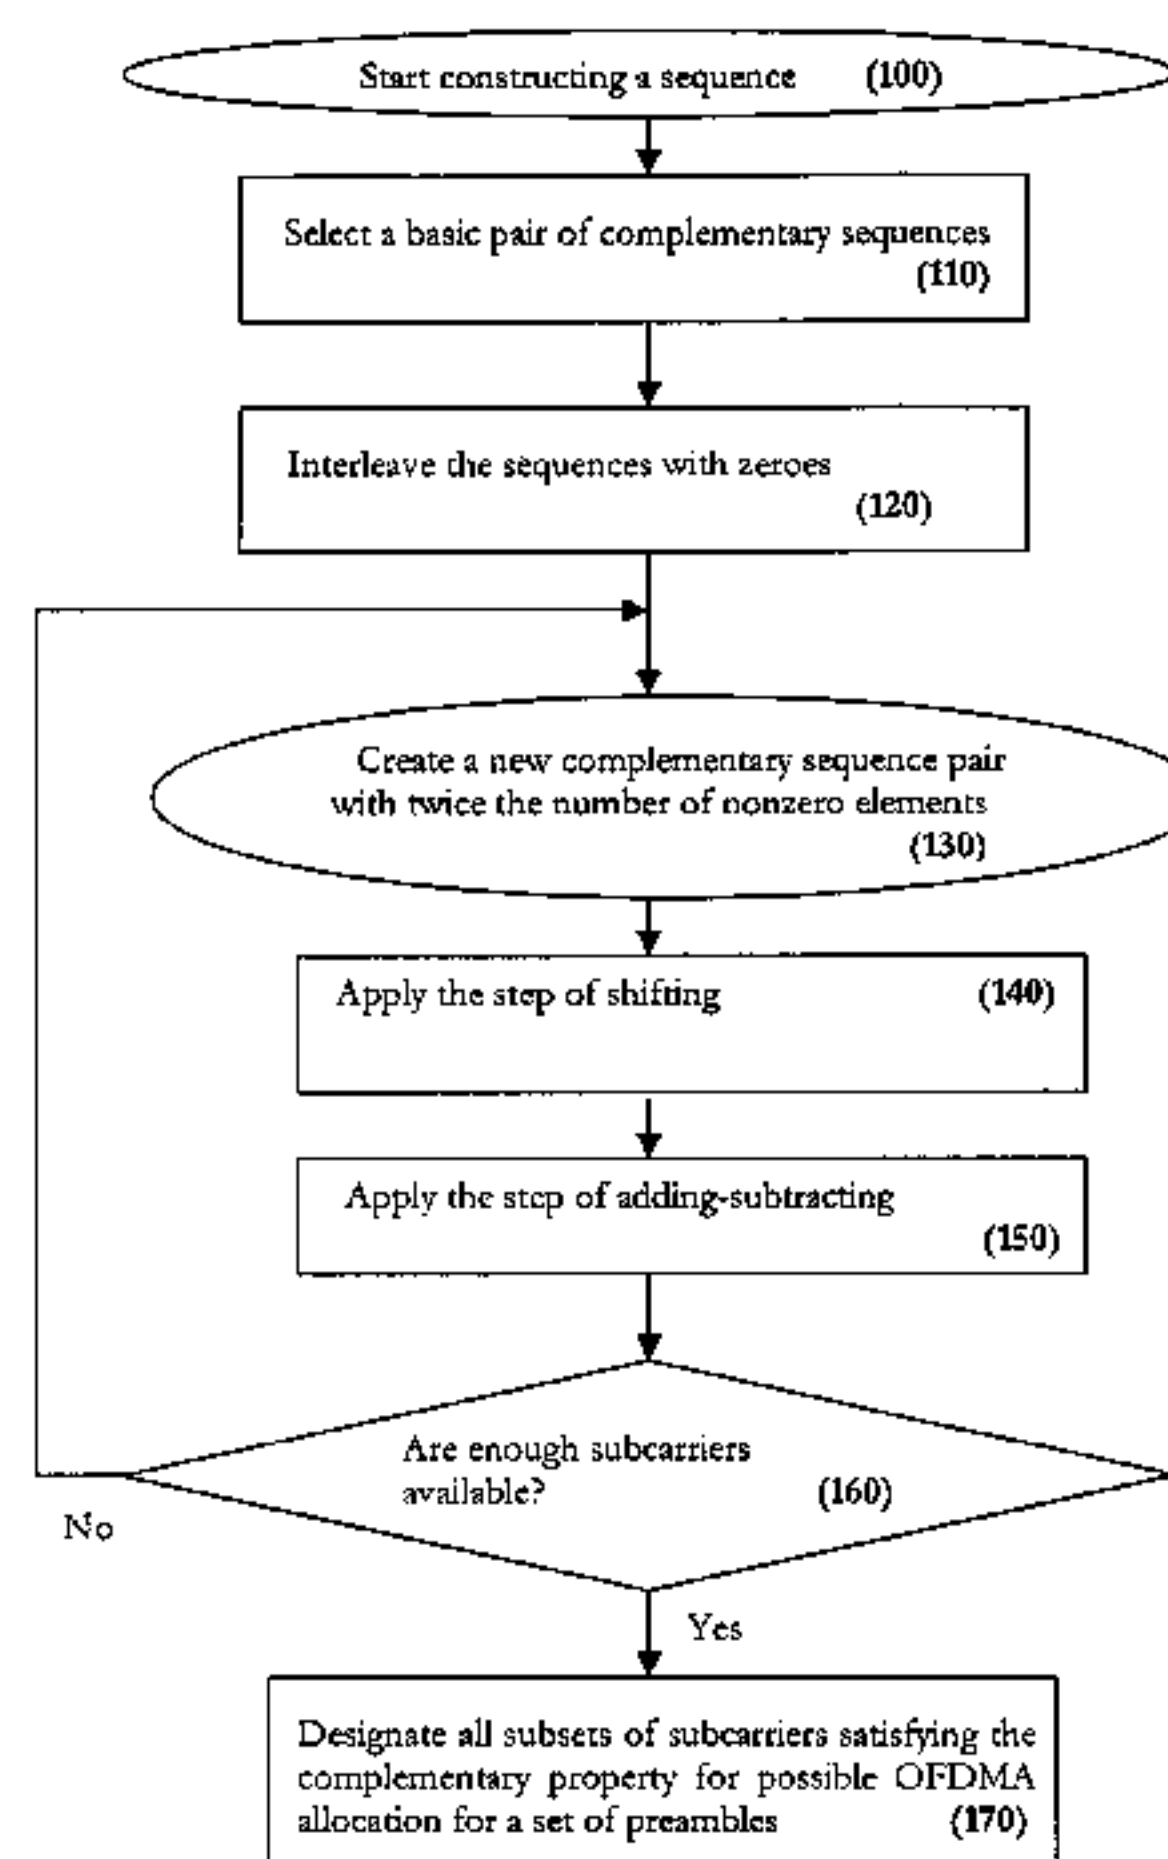 Start constructing a sequence (100)
Select a basic pair of complementary sequences
(110)
Interleave the sequences with zeroes
(120)
Create a new complementary sequence pair
with twice the number of nonzero elements
(130)
Apply the step of shifting (140)
Apply the step of adding-subtracting
(150)
Are enough subcarriers
available? (160)
No
Yes
Designate all subsets of subcarriers satisfying the
complementary property for possible OFDMA
allocation for a set of preambles (170)